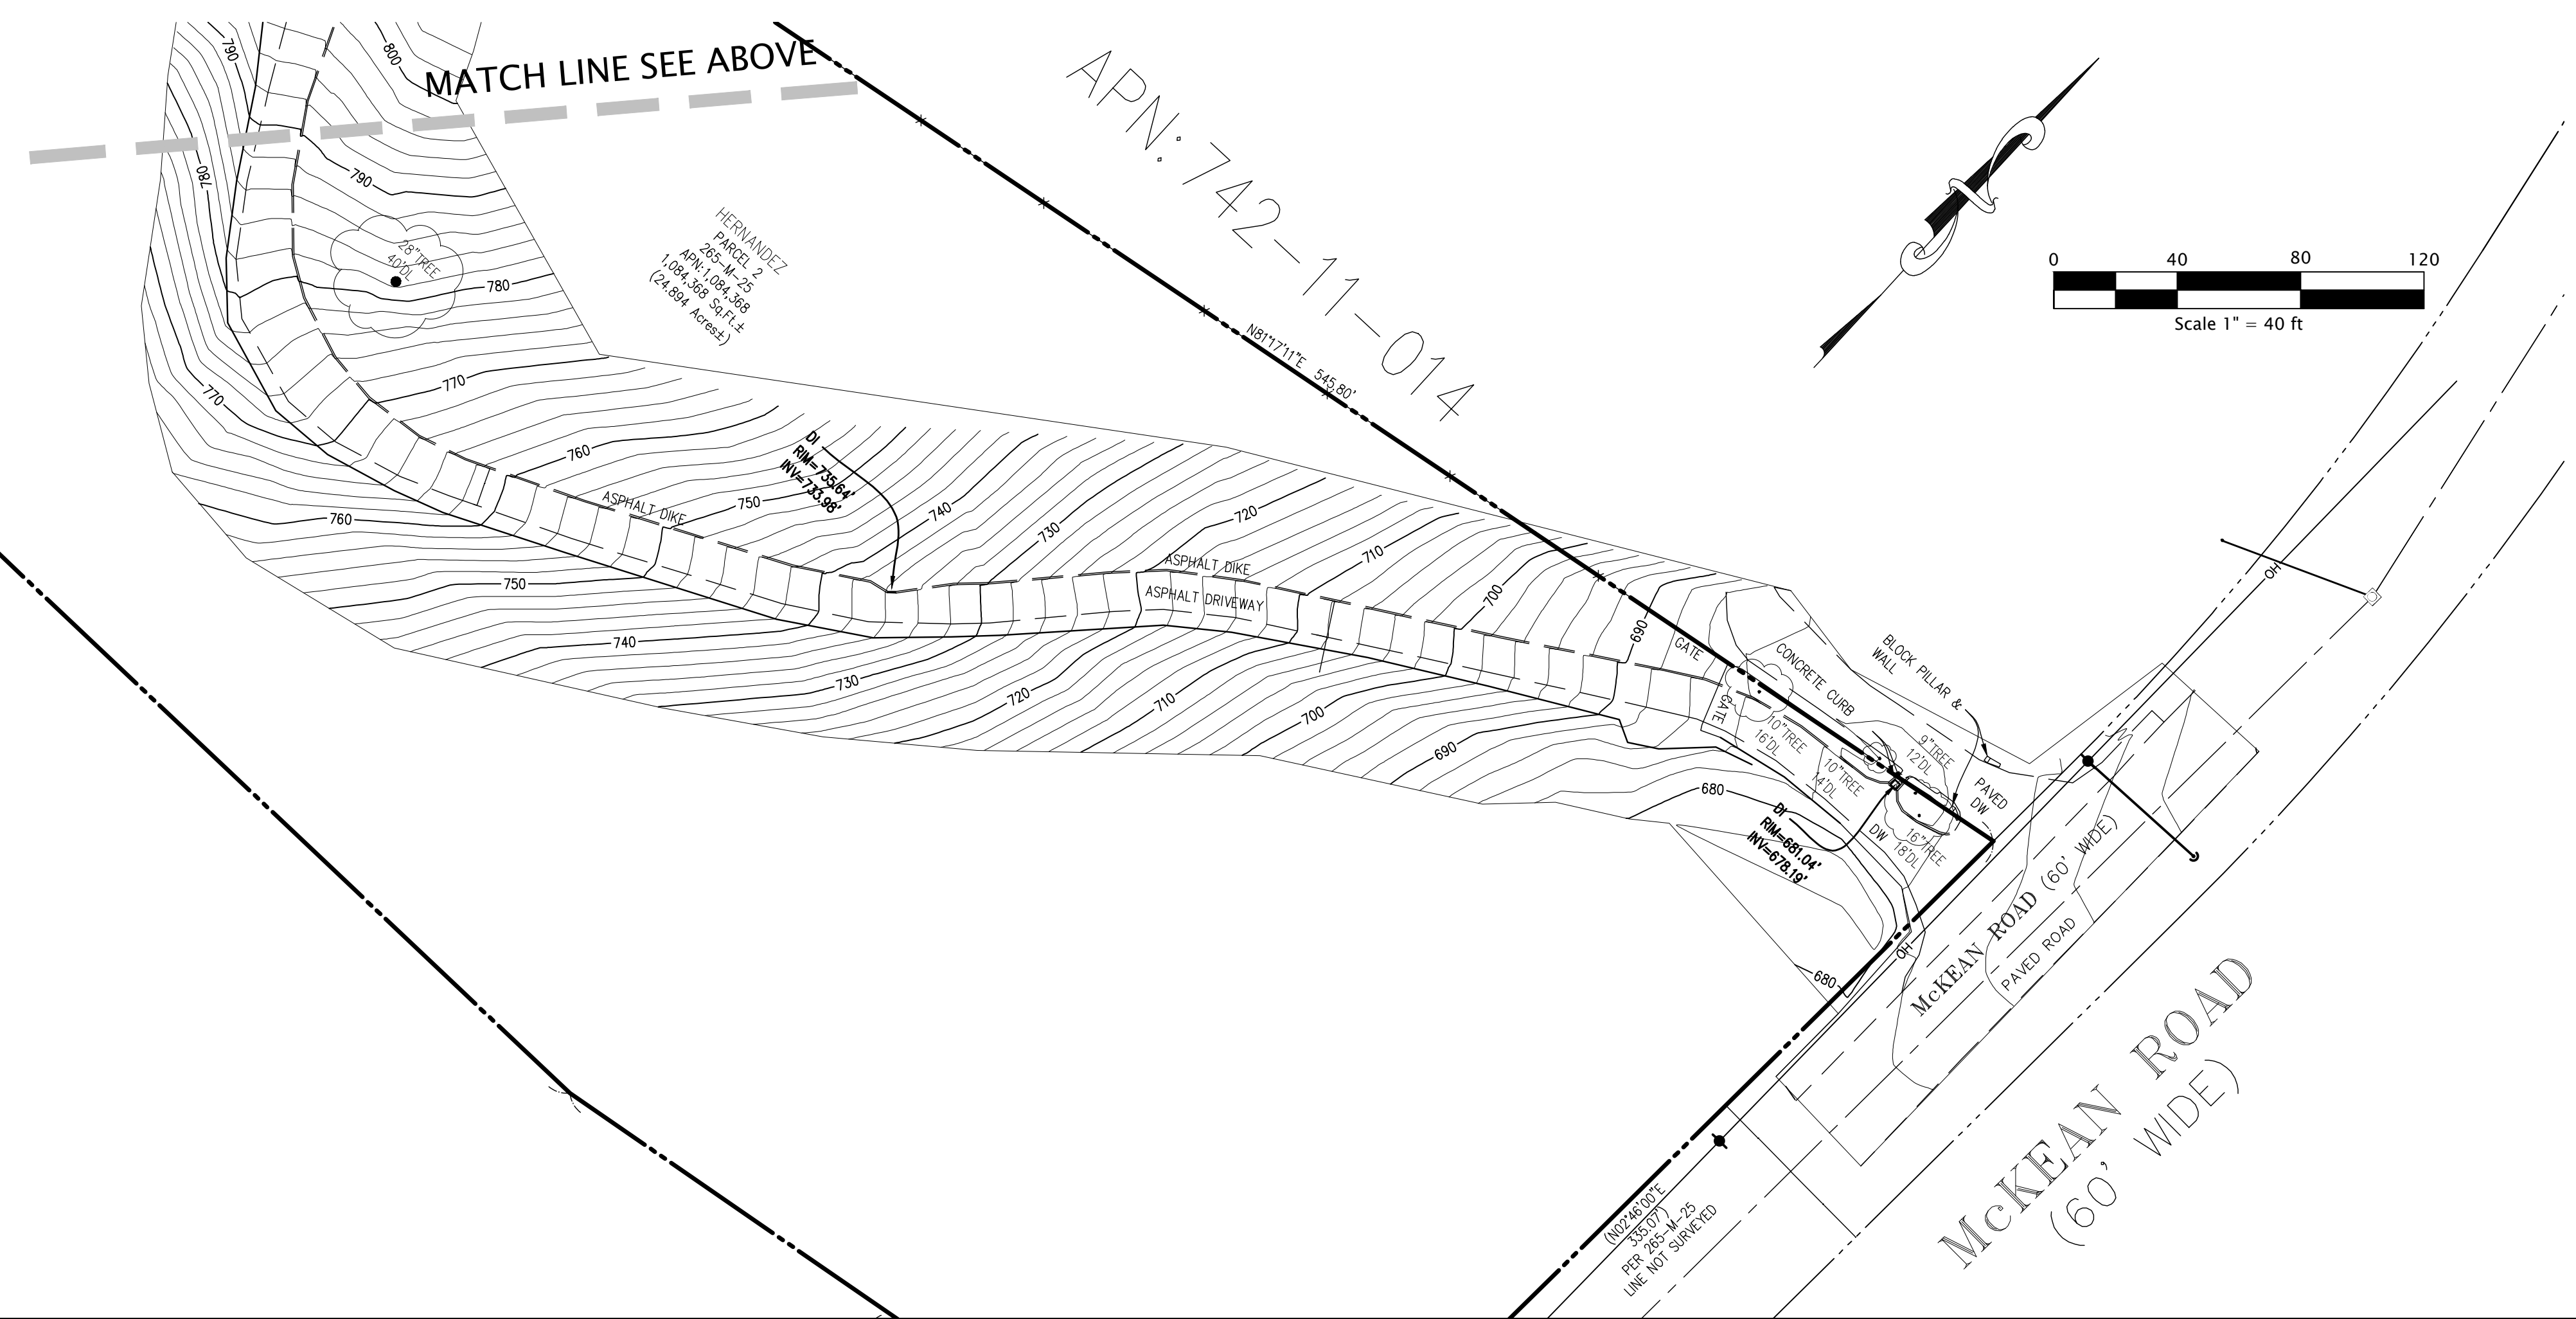 MATCH LINE SEE ABOVE
790
800
780
790
28"TREE
40'DL
780
770
770
HERNANDEZ
PARCEL 2
265-M-25
APN:1,084,368
1,084,368 Sq.Ft.±
(24.894 Acres±)
APN: 742-11-014
N81°17'11"E 545.80'
0 40 80 120
Scale 1" = 40 ft
760
760
750
750
ASPHALT DIKE
DI
RIM=735.64'
INV=733.98'
740
740
730
730
720
720
ASPHALT DIKE
ASPHALT DRIVEWAY
710
710
700
700
690
690
GATE
GATE
CONCRETE CURB
BLOCK PILLAR &
WALL
10"TREE
16'DL
10"TREE
14'DL
9"TREE
12'DL
PAVED
DW
DW
16"TREE
18'DL
680
DI
RIM=681.04'
INV=678.19'
680
OH
OH
McKEAN ROAD (60' WIDE)
PAVED ROAD
McKEAN ROAD
(60' WIDE)
(N02°46'00"E
335.07')
PER 265-M-25
LINE NOT SURVEYED